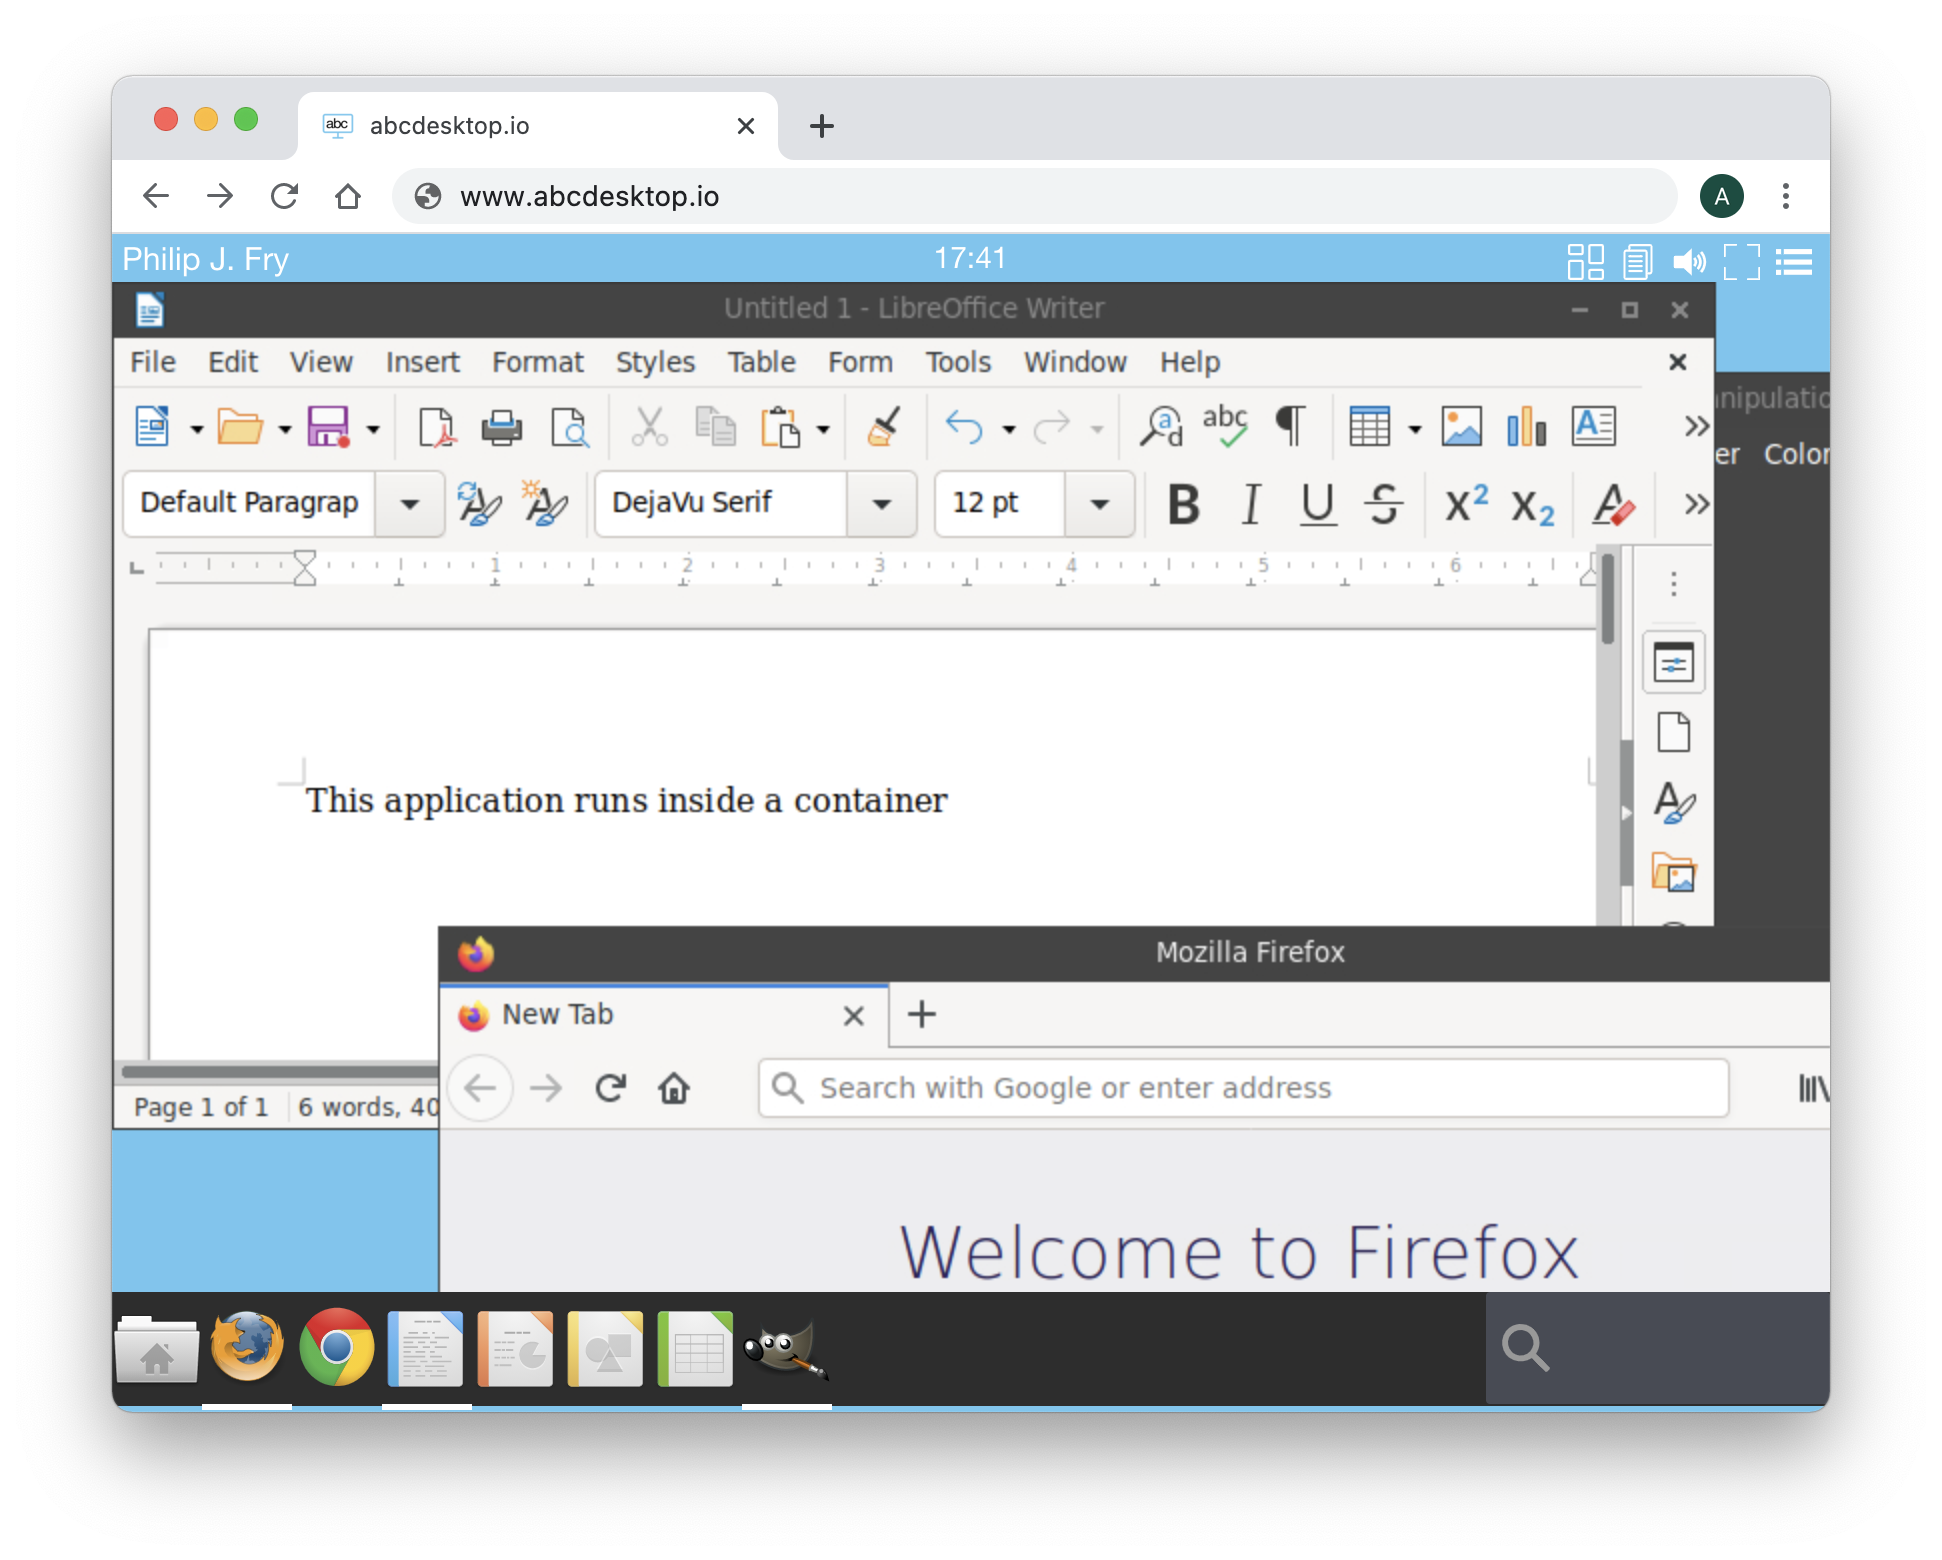 abc abcdesktop.io
www.abcdesktop.io
A
Philip J. Fry 17:41
Untitled 1 - LibreOffice Writer
File Edit View Insert Format Styles Table Form Tools Window Help
nipulatio
er Color
Default Paragrap DejaVu Serif 12 pt
1 2 3 4 5 6
This application runs inside a container
Mozilla Firefox
New Tab
Search with Google or enter address
Page 1 of 1 6 words, 40
Welcome to Firefox